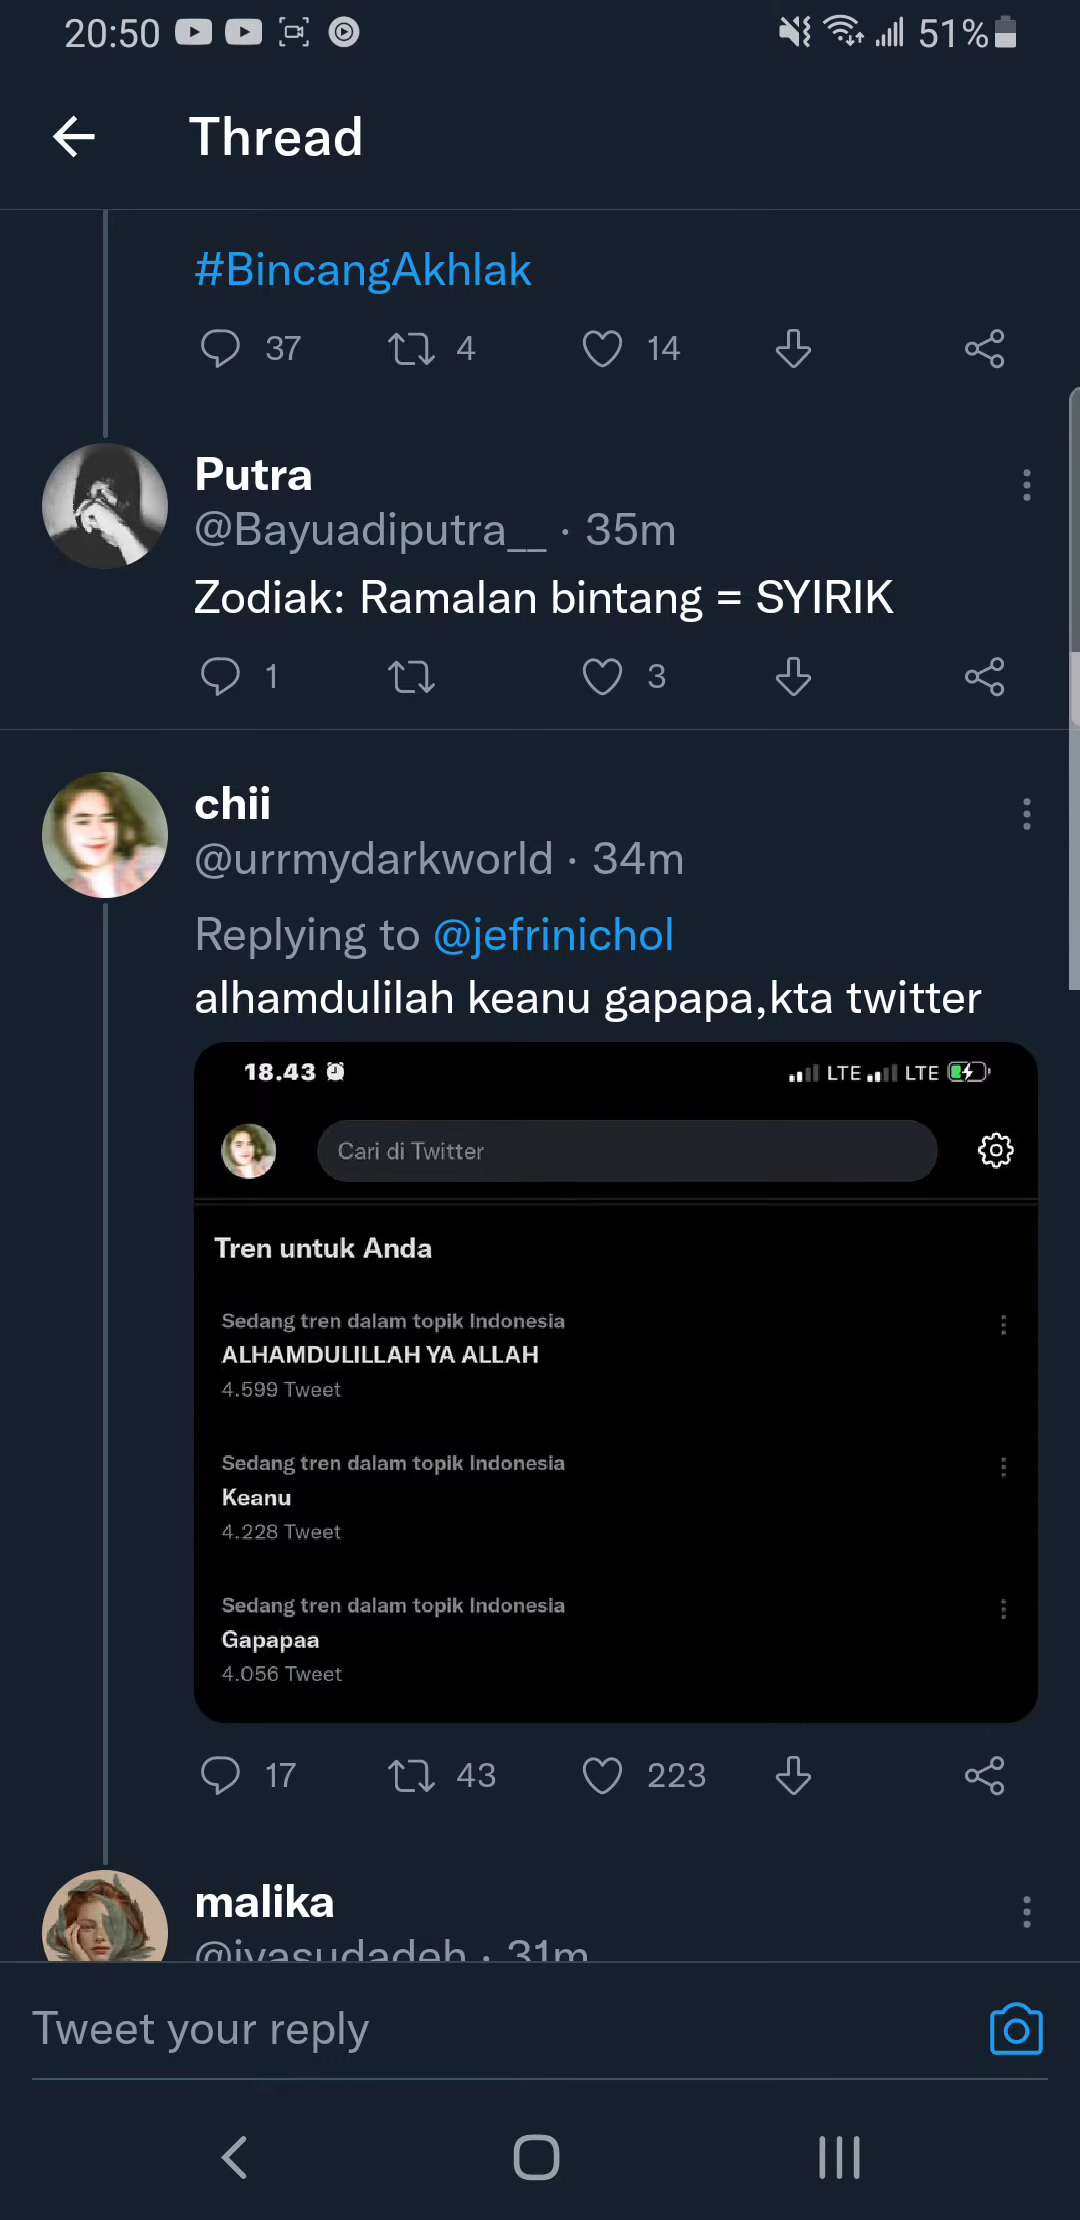 20:50
51%
Thread
#BincangAkhlak
37 4 14
Putra
@Bayuadiputra__ · 35m
Zodiak: Ramalan bintang = SYIRIK
1 3
chii
@urrmydarkworld · 34m
Replying to @jefrinichol
alhamdulilah keanu gapapa,kta twitter
18.43 LTE LTE
Cari di Twitter
Tren untuk Anda
Sedang tren dalam topik Indonesia
ALHAMDULILLAH YA ALLAH
4.599 Tweet
Sedang tren dalam topik Indonesia
Keanu
4.228 Tweet
Sedang tren dalam topik Indonesia
Gapapaa
4.056 Tweet
17 43 223
malika
@ivasudadeh · 31m
Tweet your reply